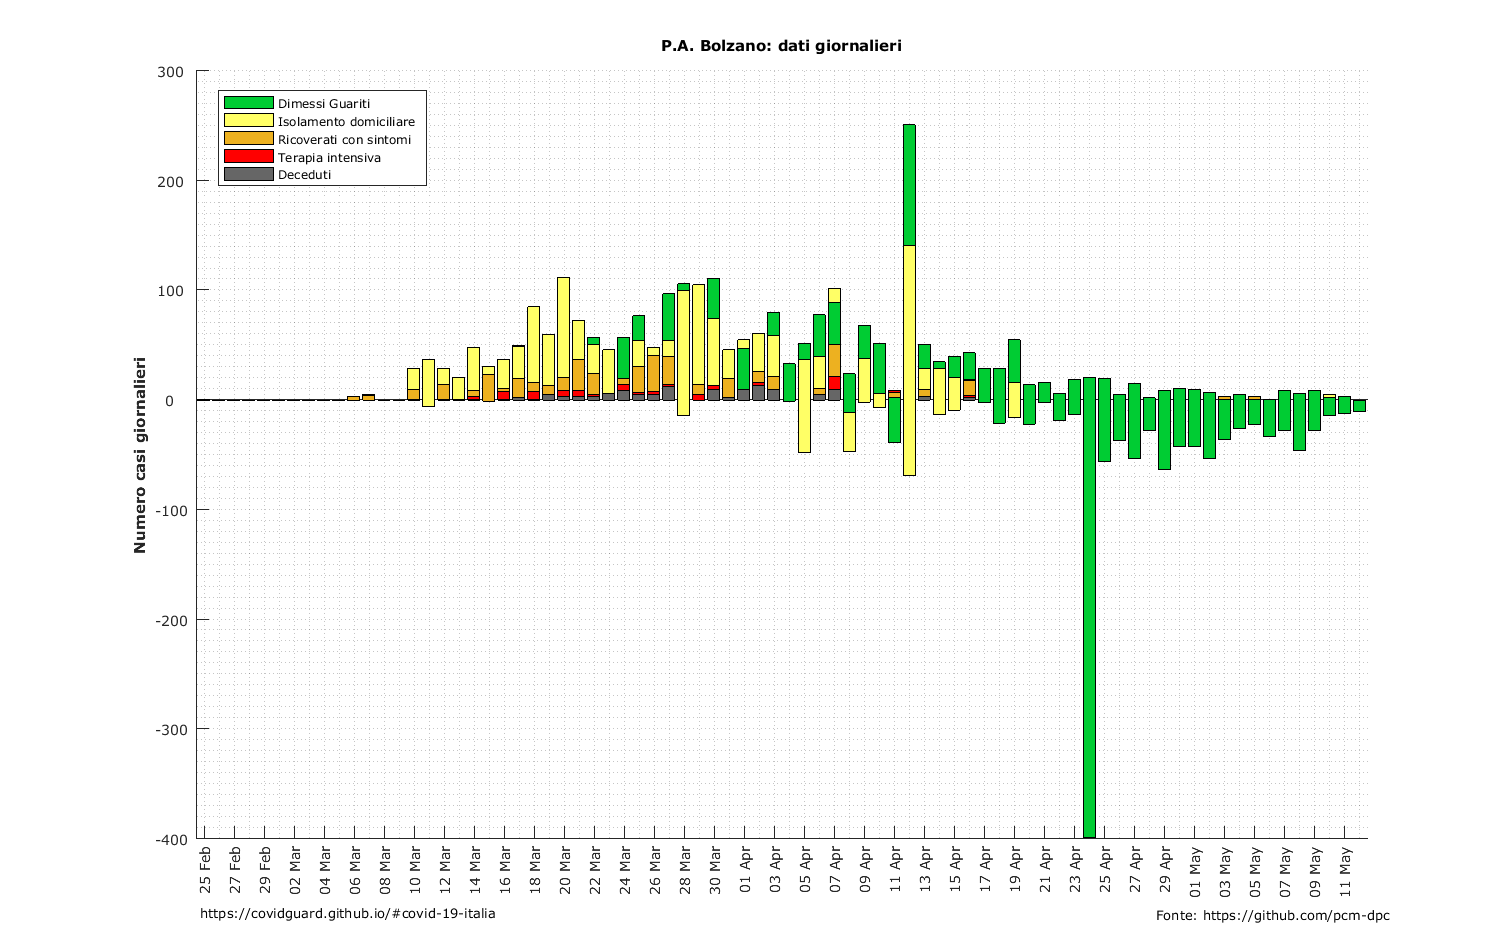 P.A. Bolzano: dati giornalieri
300
200
100
0
-100
-200
-300
-400
Numero casi giornalieri
Dimessi Guariti
Isolamento domiciliare
Ricoverati con sintomi
Terapia intensiva
Deceduti
25 Feb
27 Feb
29 Feb
02 Mar
04 Mar
06 Mar
08 Mar
10 Mar
12 Mar
14 Mar
16 Mar
18 Mar
20 Mar
22 Mar
24 Mar
26 Mar
28 Mar
30 Mar
01 Apr
03 Apr
05 Apr
07 Apr
09 Apr
11 Apr
13 Apr
15 Apr
17 Apr
19 Apr
21 Apr
23 Apr
25 Apr
27 Apr
29 Apr
01 May
03 May
05 May
07 May
09 May
11 May
https://covidguard.github.io/#covid-19-italia
Fonte: https://github.com/pcm-dpc